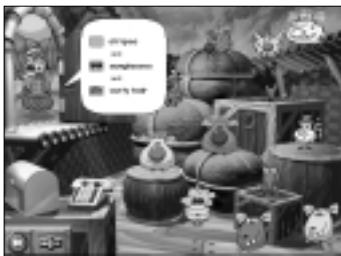 stripes
and
sunglasses
and
curly hair